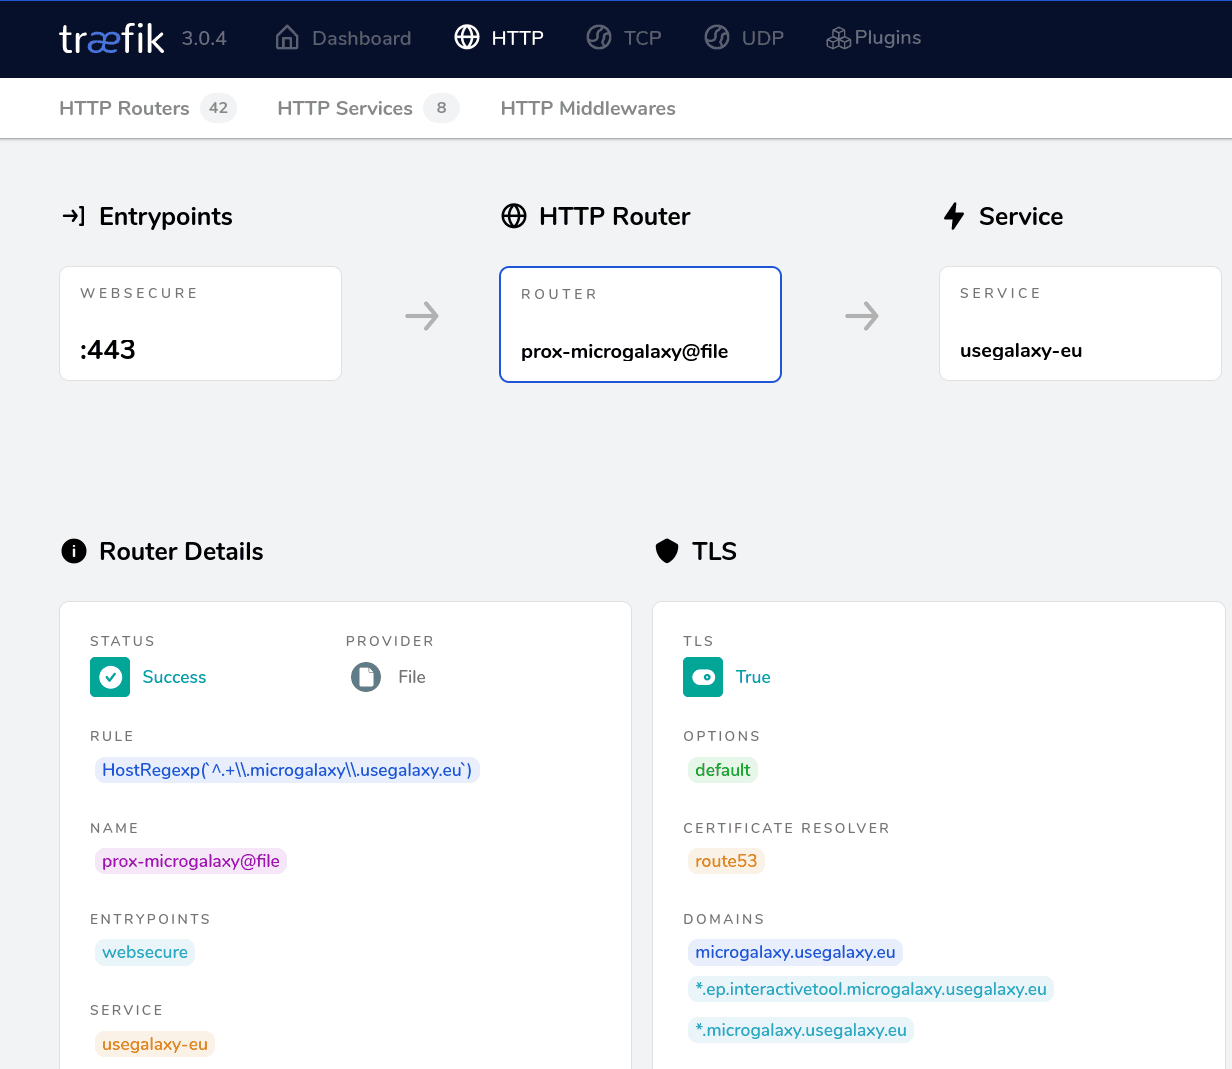 træfik 3.0.4 Dashboard HTTP TCP UDP Plugins
HTTP Routers 42 HTTP Services 8 HTTP Middlewares
Entrypoints HTTP Router Service
WEBSECURE ROUTER SERVICE
:443 prox-microgalaxy@file usegalaxy-eu
Router Details
STATUS PROVIDER
Success File
RULE
HostRegexp(`^.+\\.microgalaxy\\.usegalaxy.eu`)
NAME
prox-microgalaxy@file
ENTRYPOINTS
websecure
SERVICE
usegalaxy-eu
TLS
TLS
True
OPTIONS
default
CERTIFICATE RESOLVER
route53
DOMAINS
microgalaxy.usegalaxy.eu
*.ep.interactivetool.microgalaxy.usegalaxy.eu
*.microgalaxy.usegalaxy.eu